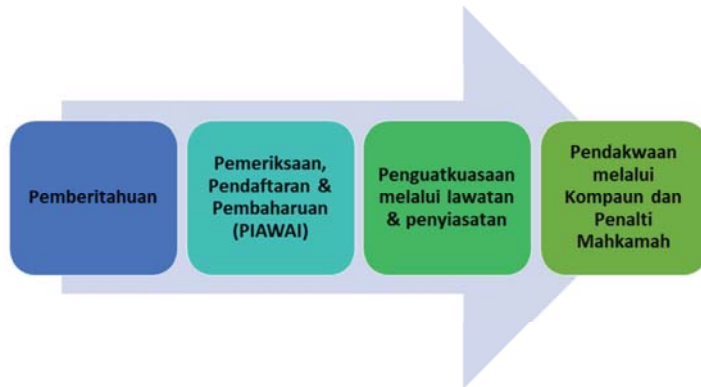 Pemberitahuan
Pemeriksaan,
Pendaftaran &
Pembaharuan
(PIAWAI)
Penguatkuasaan
melalui lawatan
& penyiasatan
Pendakwaan
melalui
Kompaun dan
Penalti
Mahkamah